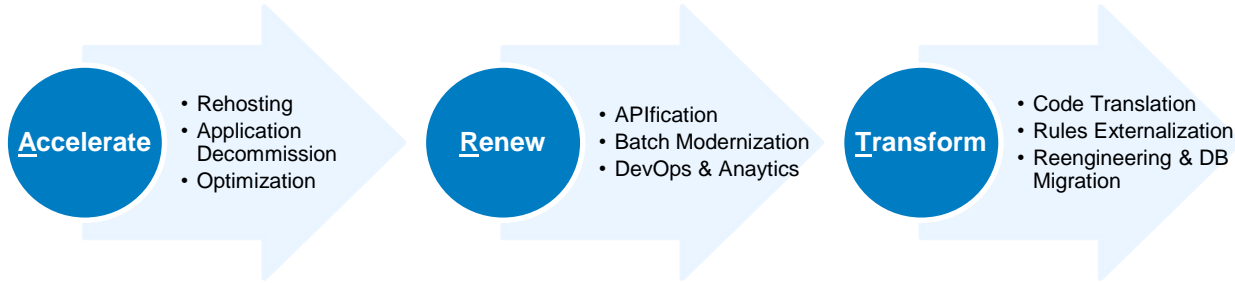 Accelerate
• Rehosting
• Application
Decommission
• Optimization
Renew
• APIfication
• Batch Modernization
• DevOps & Anaytics
Transform
• Code Translation
• Rules Externalization
• Reengineering & DB
Migration